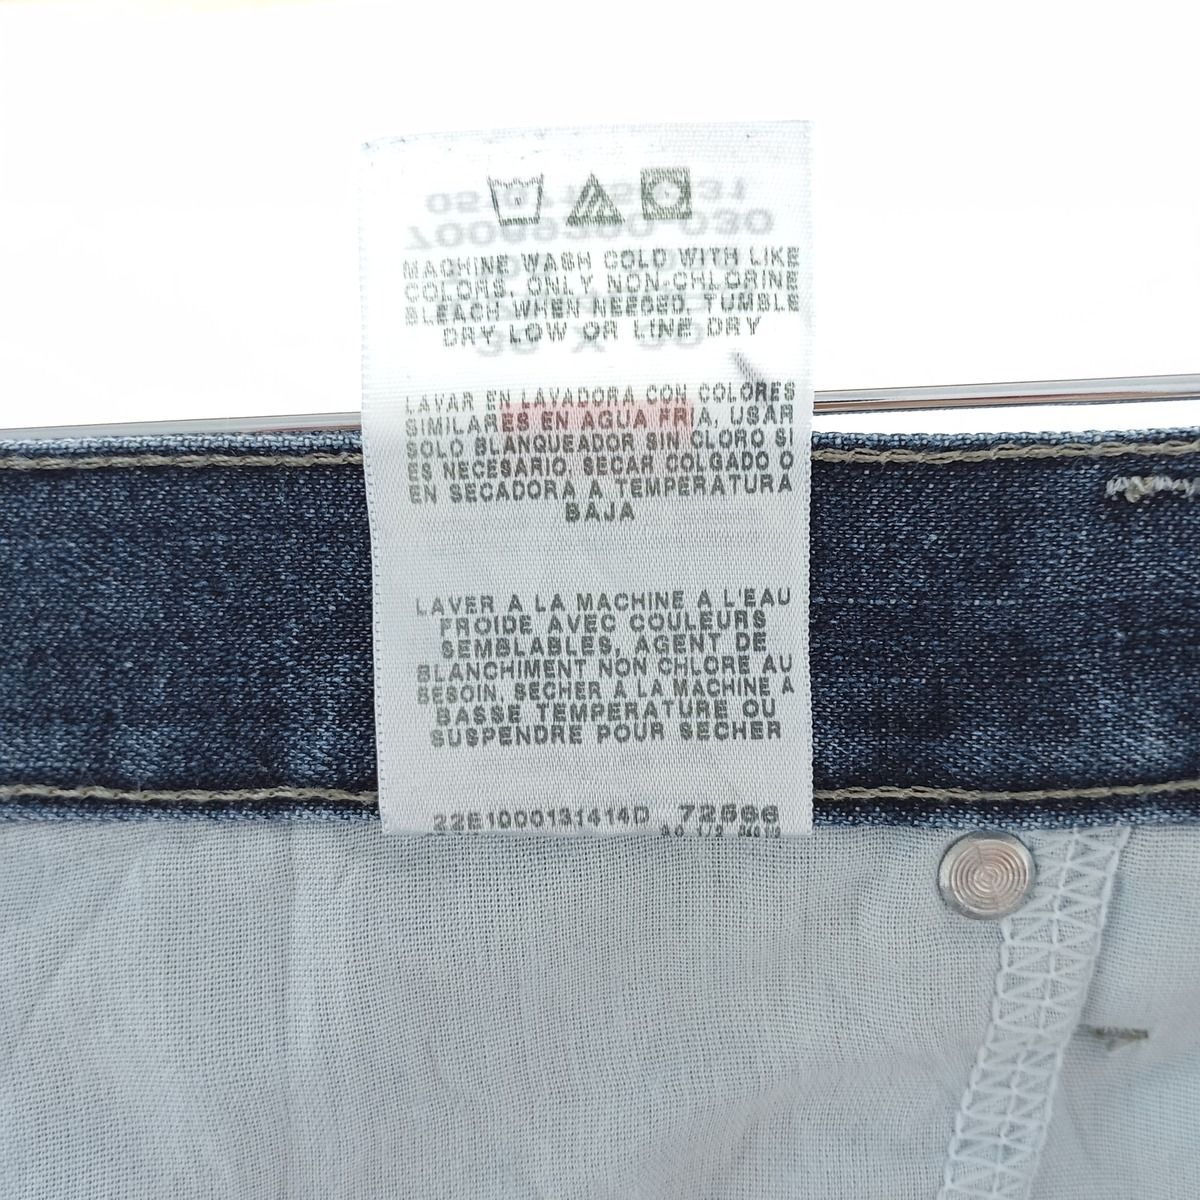 MACHINE WASH COLD WITH LIKE
COLORS, ONLY NON-CHLORINE
BLEACH WHEN NEEDED, TUMBLE
DRY LOW OR LINE DRY
LAVAR EN LAVADORA CON COLORES
SIMILARES EN AGUA FRIA, USAR
SOLO BLANQUEADOR SIN CLORO SI
ES NECESARIO, SECAR COLGADO O
EN SECADORA A TEMPERATURA
BAJA
LAVER A LA MACHINE A L'EAU
FROIDE AVEC COULEURS
SEMBLABLES, AGENT DE
BLANCHIMENT NON CHLORE AU
BESOIN, SECHER A LA MACHINE A
BASSE TEMPERATURE OU
SUSPENDRE POUR SECHER
72566